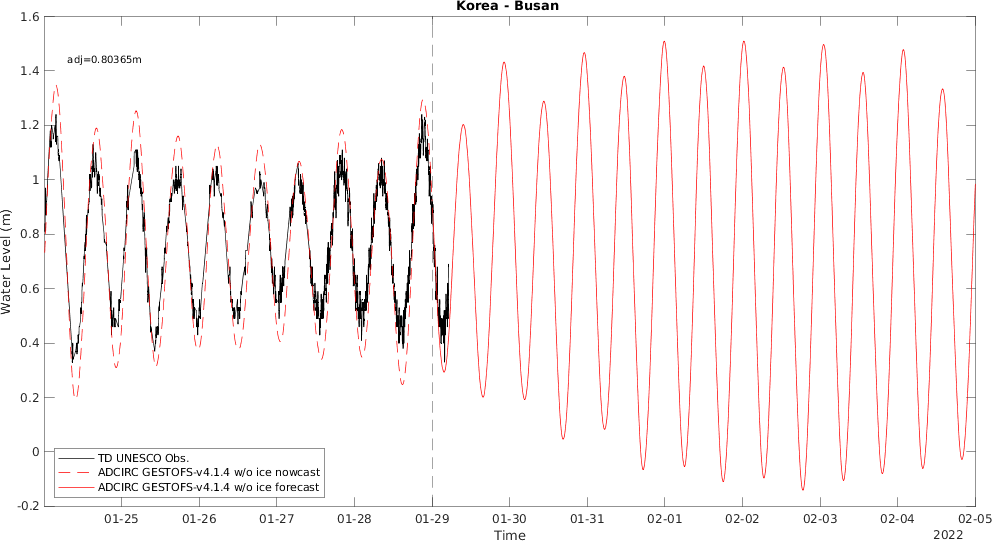 Korea - Busan
1.6
1.4
1.2
1
0.8
0.6
0.4
0.2
0
-0.2
Water Level (m)
adj=0.80365m
TD UNESCO Obs.
ADCIRC GESTOFS-v4.1.4 w/o ice nowcast
ADCIRC GESTOFS-v4.1.4 w/o ice forecast
01-25 01-26 01-27 01-28 01-29 01-30 01-31 02-01 02-02 02-03 02-04 02-05
Time
2022